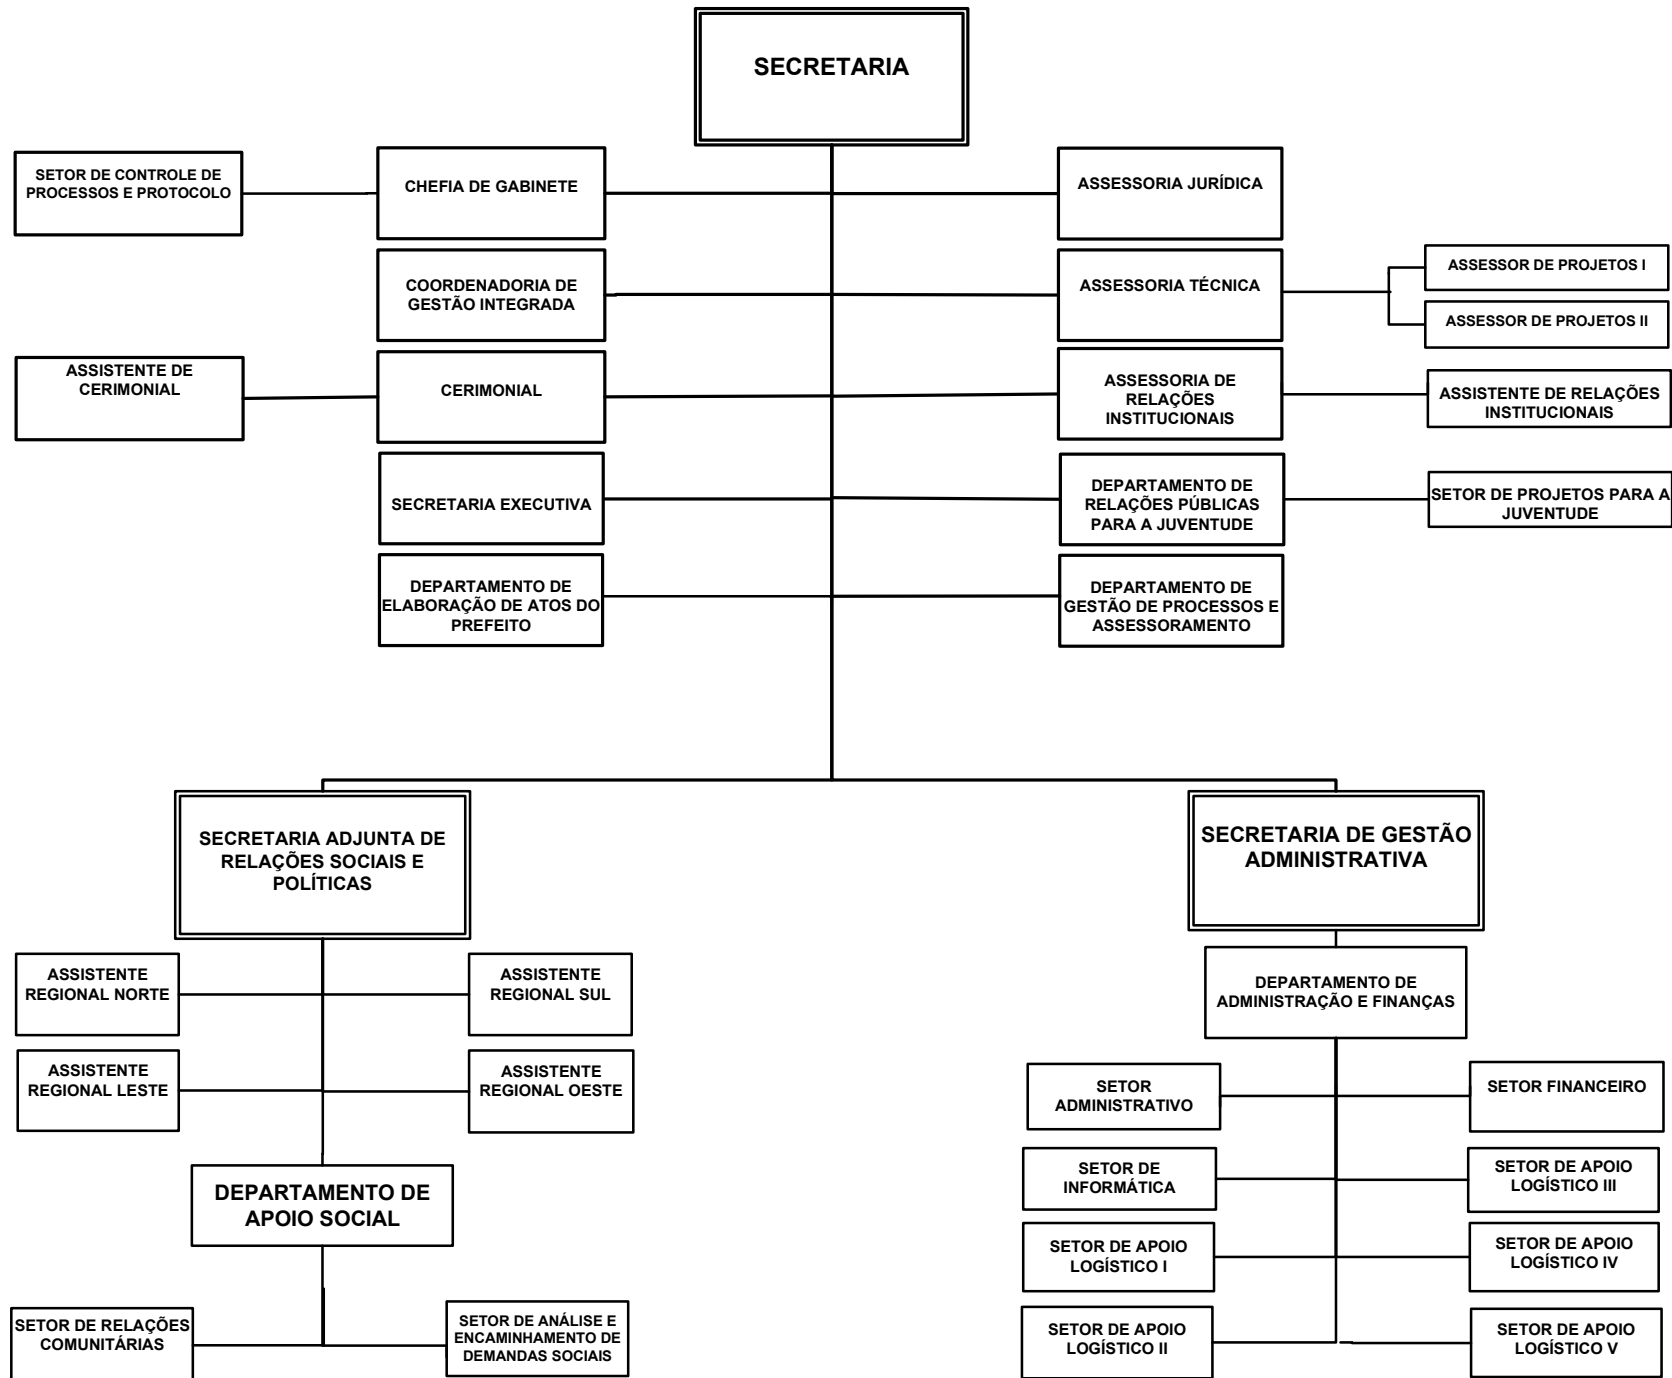 SECRETARIA
SETOR DE CONTROLE DE
PROCESSOS E PROTOCOLO
CHEFIA DE GABINETE
ASSESSORIA JURÍDICA
COORDENADORIA DE
GESTÃO INTEGRADA
ASSESSORIA TÉCNICA
ASSESSOR DE PROJETOS I
ASSESSOR DE PROJETOS II
ASSISTENTE DE
CERIMONIAL
CERIMONIAL
ASSESSORIA DE
RELAÇÕES
INSTITUCIONAIS
ASSISTENTE DE RELAÇÕES
INSTITUCIONAIS
SECRETARIA EXECUTIVA
DEPARTAMENTO DE
RELAÇÕES PÚBLICAS
PARA A JUVENTUDE
SETOR DE PROJETOS PARA A
JUVENTUDE
DEPARTAMENTO DE
ELABORAÇÃO DE ATOS DO
PREFEITO
DEPARTAMENTO DE
GESTÃO DE PROCESSOS E
ASSESSORAMENTO
SECRETARIA ADJUNTA DE
RELAÇÕES SOCIAIS E
POLÍTICAS
SECRETARIA DE GESTÃO
ADMINISTRATIVA
ASSISTENTE
REGIONAL NORTE
ASSISTENTE
REGIONAL SUL
ASSISTENTE
REGIONAL LESTE
ASSISTENTE
REGIONAL OESTE
DEPARTAMENTO DE
APOIO SOCIAL
SETOR DE RELAÇÕES
COMUNITÁRIAS
SETOR DE ANÁLISE E
ENCAMINHAMENTO DE
DEMANDAS SOCIAIS
DEPARTAMENTO DE
ADMINISTRAÇÃO E FINANÇAS
SETOR
ADMINISTRATIVO
SETOR FINANCEIRO
SETOR DE
INFORMÁTICA
SETOR DE APOIO
LOGÍSTICO III
SETOR DE APOIO
LOGÍSTICO I
SETOR DE APOIO
LOGÍSTICO IV
SETOR DE APOIO
LOGÍSTICO II
SETOR DE APOIO
LOGÍSTICO V